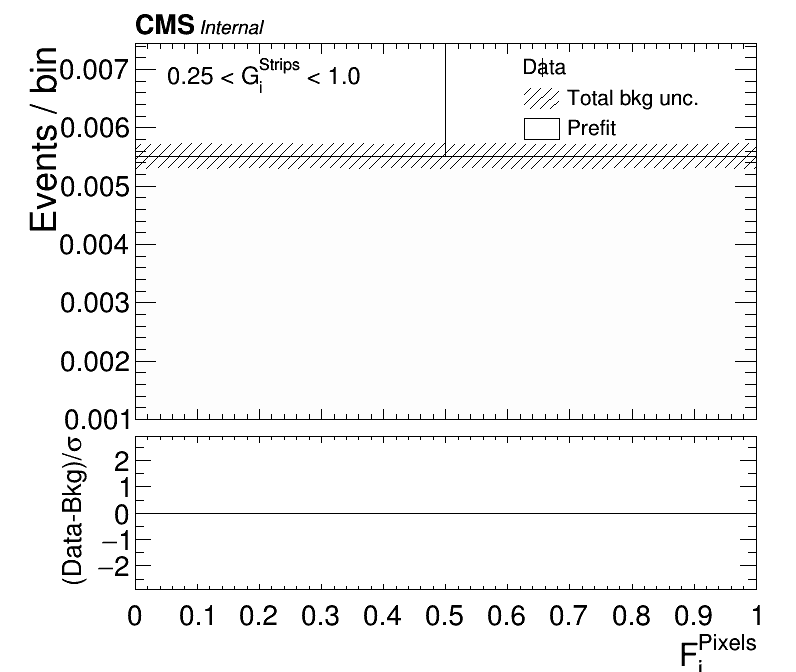 CMS Internal
0.25 < G_i^Strips < 1.0
Data
Total bkg unc.
Prefit
Events / bin
0.007
0.006
0.005
0.004
0.003
0.002
0.001
(Data-Bkg)/σ
2
1
0
−1
−2
0 0.1 0.2 0.3 0.4 0.5 0.6 0.7 0.8 0.9 1
F_i^Pixels